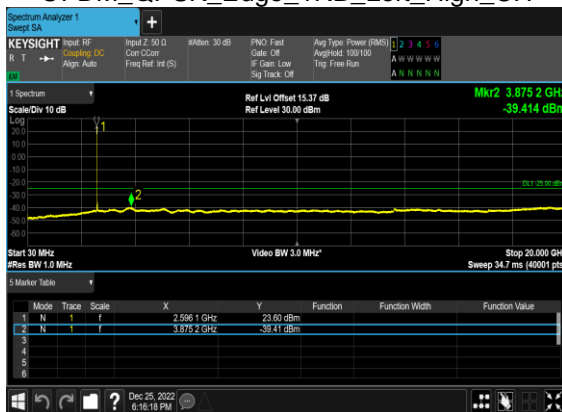 Spectrum Analyzer 1
Swept SA
+
KEYSIGHT
R T
LXI
Input: RF
Coupling: DC
Align: Auto
Input Z: 50 Ω
Corr CCorr
Freq Ref: Int (S)
#Atten: 30 dB
PNO: Fast
Gate: Off
IF Gain: Low
Sig Track: Off
Avg Type: Power (RMS)
Avg|Hold: 100/100
Trig: Free Run
1 2 3 4 5 6
A W W W W W
A N N N N N
1 Spectrum
Scale/Div 10 dB
Ref Lvl Offset 15.37 dB
Ref Level 30.00 dBm
Mkr2 3.875 2 GHz
-39.414 dBm
Log
20.0
10.0
0.00
-10.0
-20.0
-30.0
-40.0
-50.0
-60.0
1
2
Start 30 MHz
#Res BW 1.0 MHz
Video BW 3.0 MHz*
Stop 20.000 GH
Sweep 34.7 ms (40001 pts
5 Marker Table
Mode Trace Scale X Y Function Function Width Function Value
1 N 1 f 2.596 1 GHz 23.60 dBm
2 N 1 f 3.875 2 GHz -39.41 dBm
3
4
5
6
?
Dec 25, 2022
6:16:18 PM